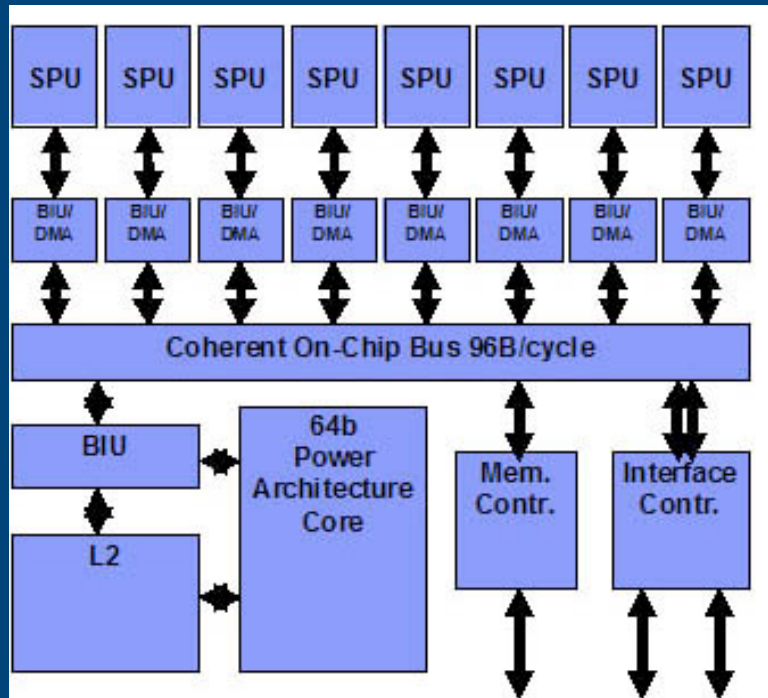 SPU SPU SPU SPU SPU SPU SPU SPU
BIU/ BIU/ BIU/ BIU/ BIU/ BIU/ BIU/ BIU/
DMA DMA DMA DMA DMA DMA DMA DMA
Coherent On-Chip Bus 96B/cycle
BIU
L2
64b
Power
Architecture
Core
Mem.
Contr.
Interface
Contr.